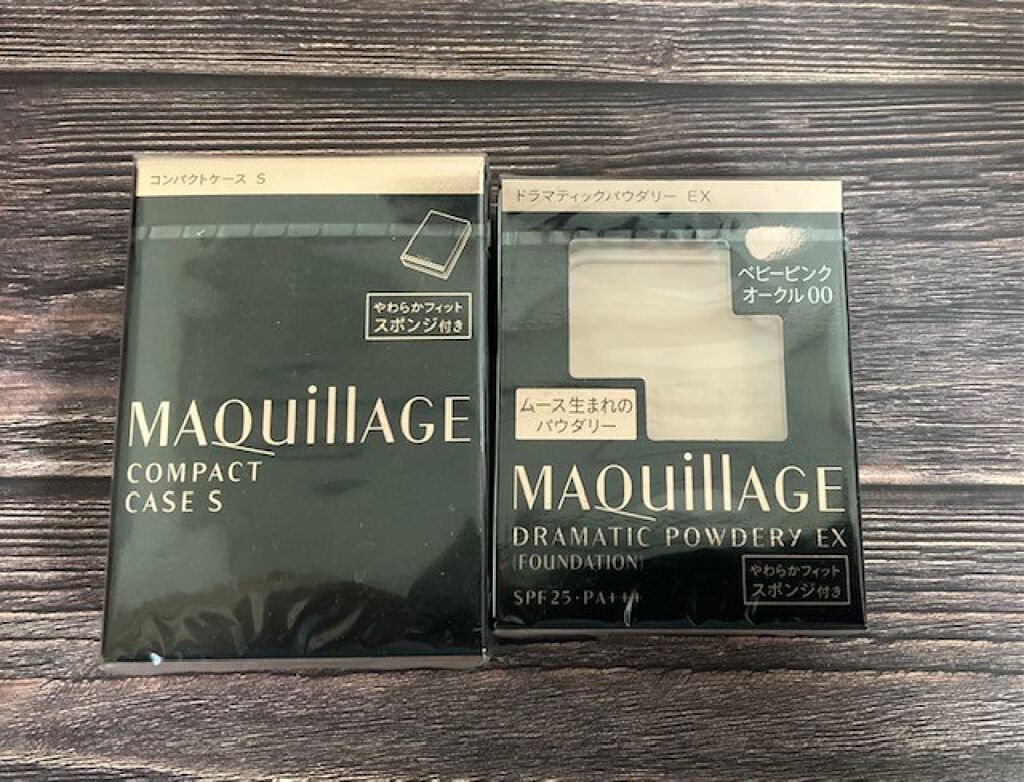 コンパクトケース S
やわらかフィット
スポンジ付き
MAQuillAGE
COMPACT
CASE S
ドラマティックパウダリー EX
ベビーピンク
オークル00
ムース生まれの
パウダリー
MAQuillAGE
DRAMATIC POWDERY EX
(FOUNDATION)
SPF25･PA+++
やわらかフィット
スポンジ付き